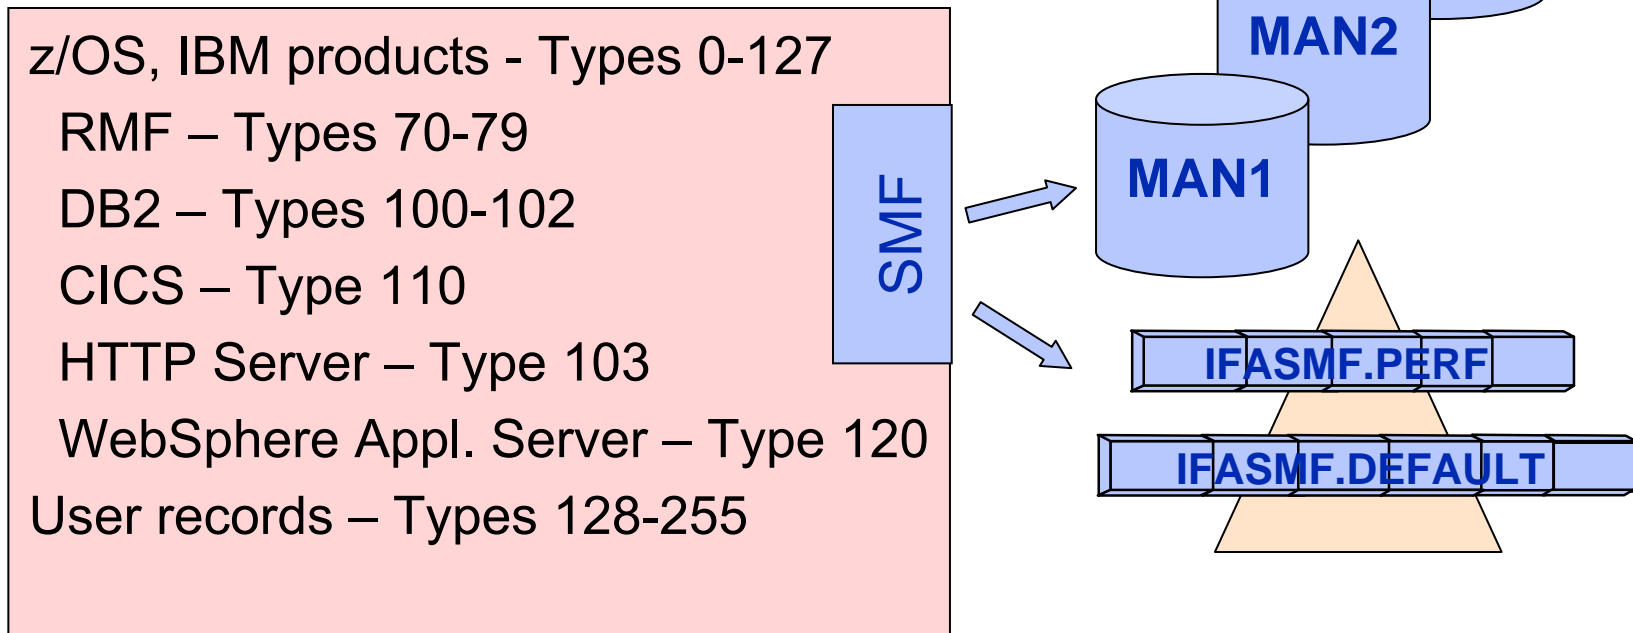 z/OS, IBM products - Types 0-127
RMF – Types 70-79
DB2 – Types 100-102
CICS – Type 110
HTTP Server – Type 103
WebSphere Appl. Server – Type 120
User records – Types 128-255
SMF
MAN2
MAN1
IFASMF.PERF
IFASMF.DEFAULT